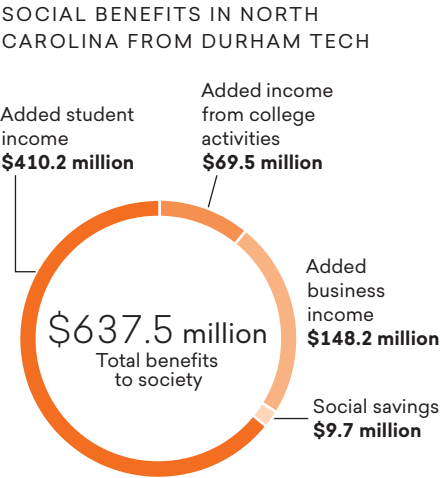 SOCIAL BENEFITS IN NORTH
CAROLINA FROM DURHAM TECH
Added income
from college
activities
$69.5 million
Added student
income
$410.2 million
Added
business
income
$148.2 million
$637.5 million
Total benefits
to society
Social savings
$9.7 million